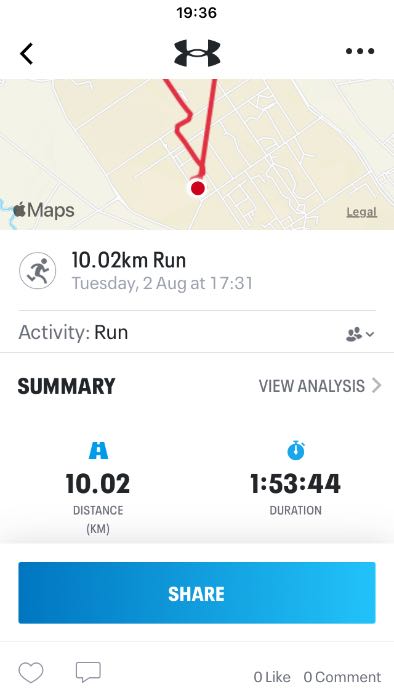 19:36
Maps
Legal
10.02km Run
Tuesday, 2 Aug at 17:31
Activity: Run
SUMMARY
VIEW ANALYSIS
10.02
1:53:44
DISTANCE
(KM)
DURATION
SHARE
0 Like 0 Comment